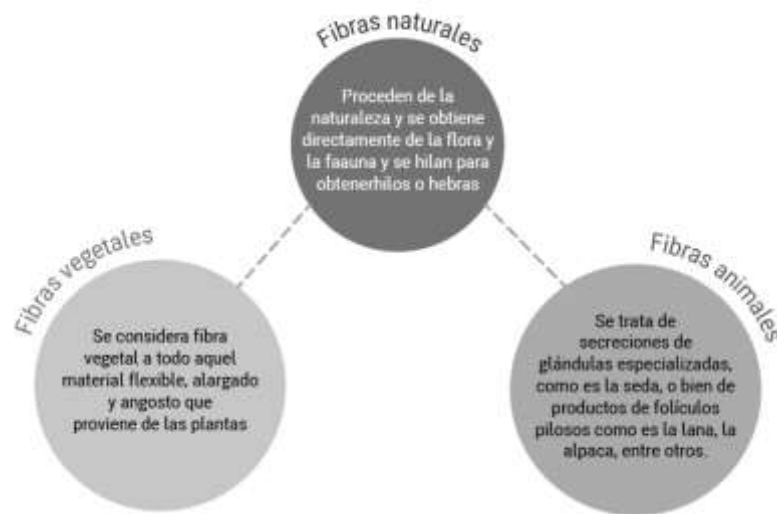 Fibras naturales
Proceden de la
naturaleza y se obtiene
directamente de la flora y
la faauna y se hilan para
obtenerhilos o hebras
Fibras vegetales
Se considera fibra
vegetal a todo aquel
material flexible, alargado
y angosto que
proviene de las plantas
Fibras animales
Se trata de
secreciones de
glándulas especializadas,
como es la seda, o bien de
productos de folículos
pilosos como es la lana, la
alpaca, entre otros.